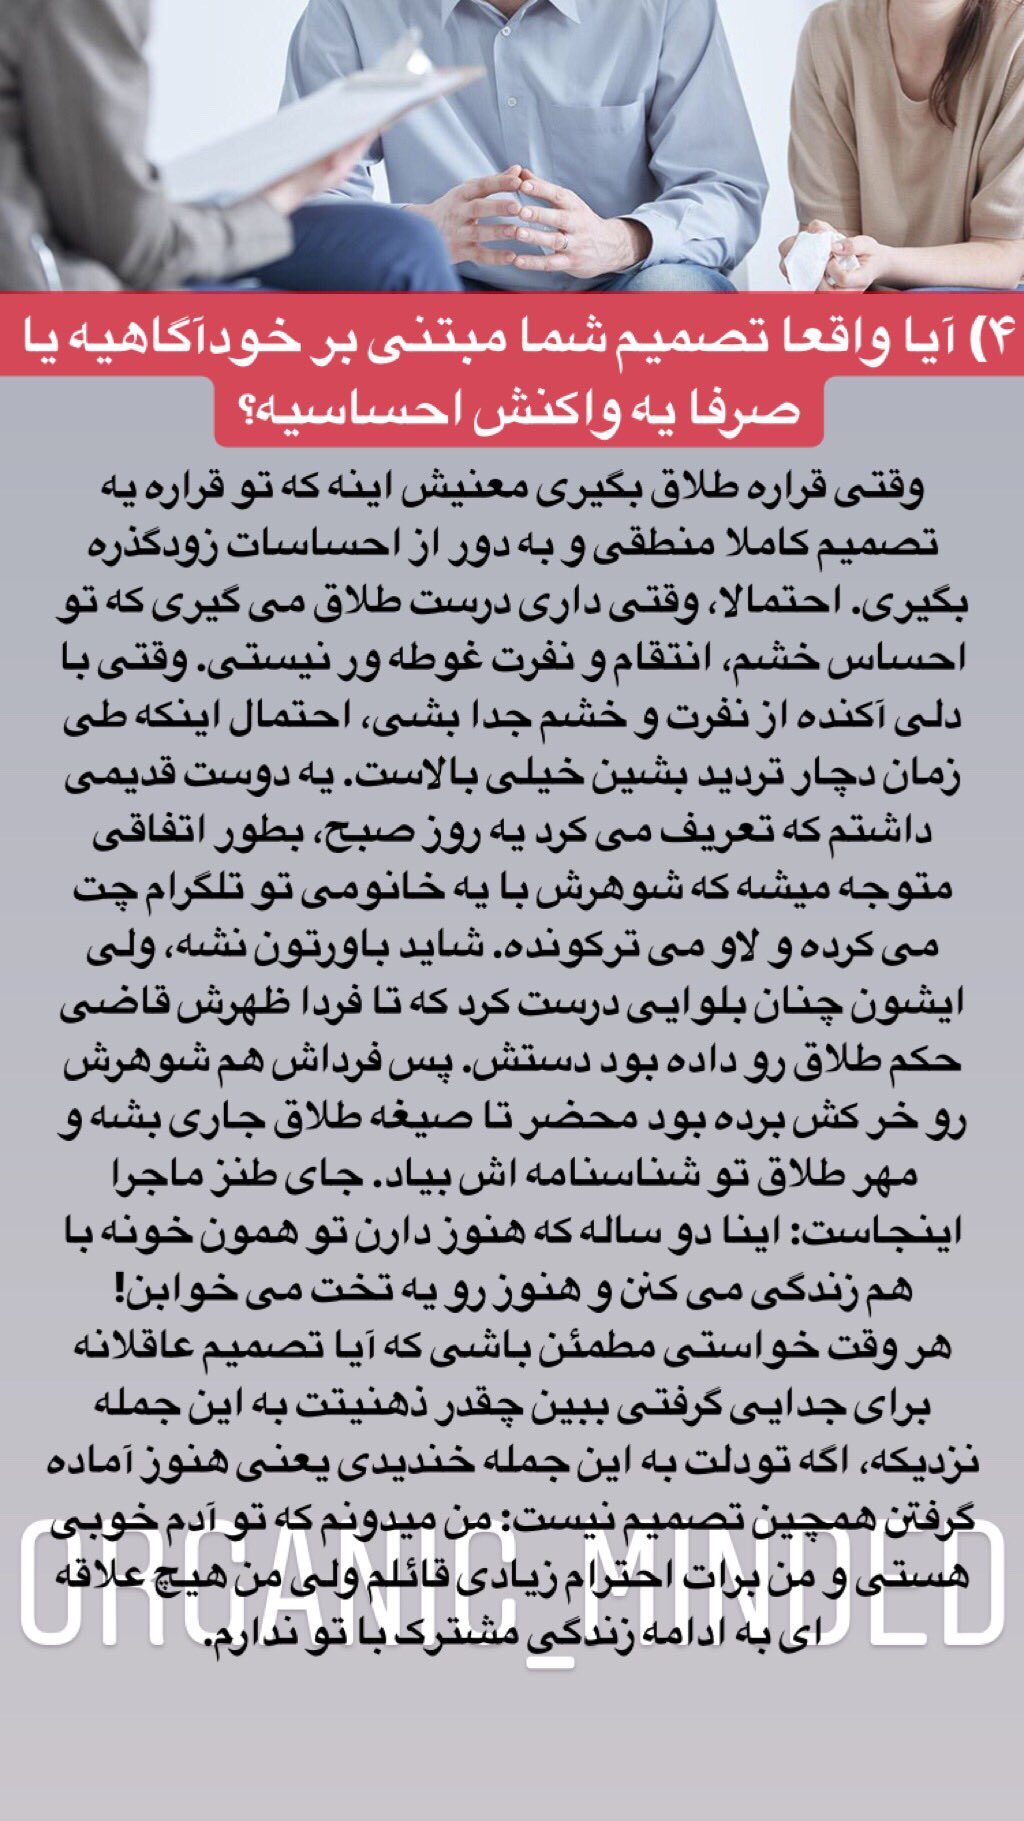 ۴) آیا واقعا تصمیم شما مبتنی بر خودآگاهیه یا
صرفا یه واکنش احساسیه؟
وقتی قراره طلاق بگیری معنیش اینه که تو قراره یه
تصمیم کاملا منطقی و به دور از احساسات زودگذره
بگیری. احتمالا، وقتی داری درست طلاق می گیری که تو
احساس خشم، انتقام و نفرت غوطه ور نیستی. وقتی با
دلی آکنده از نفرت و خشم جدا بشی، احتمال اینکه طی
زمان دچار تردید بشین خیلی بالاست. یه دوست قدیمی
داشتم که تعریف می کرد یه روز صبح، بطور اتفاقی
متوجه میشه که شوهرش با یه خانومی تو تلگرام چت
می کرده و لاو می ترکونده. شاید باورتون نشه، ولی
ایشون چنان بلوایی درست کرد که تا فردا ظهرش قاضی
حکم طلاق رو داده بود دستش. پس فرداش هم شوهرش
رو خر کش برده بود محضر تا صیغه طلاق جاری بشه و
مهر طلاق تو شناسنامه اش بیاد. جای طنز ماجرا
اینجاست: اینا دو ساله که هنوز دارن تو همون خونه با
هم زندگی می کنن و هنوز رو یه تخت می خوابن!
هر وقت خواستی مطمئن باشی که آیا تصمیم عاقلانه
برای جدایی گرفتی ببین چقدر ذهنیتت به این جمله
نزدیکه، اگه تودلت به این جمله خندیدی یعنی هنوز آماده
گرفتن همچین تصمیم نیست: من میدونم که تو آدم خوبی
هستی و من برات احترام زیادی قائلم ولی من هیچ علاقه
ای به ادامه زندگی مشترک با تو ندارم.
ORGANIC_MINDED